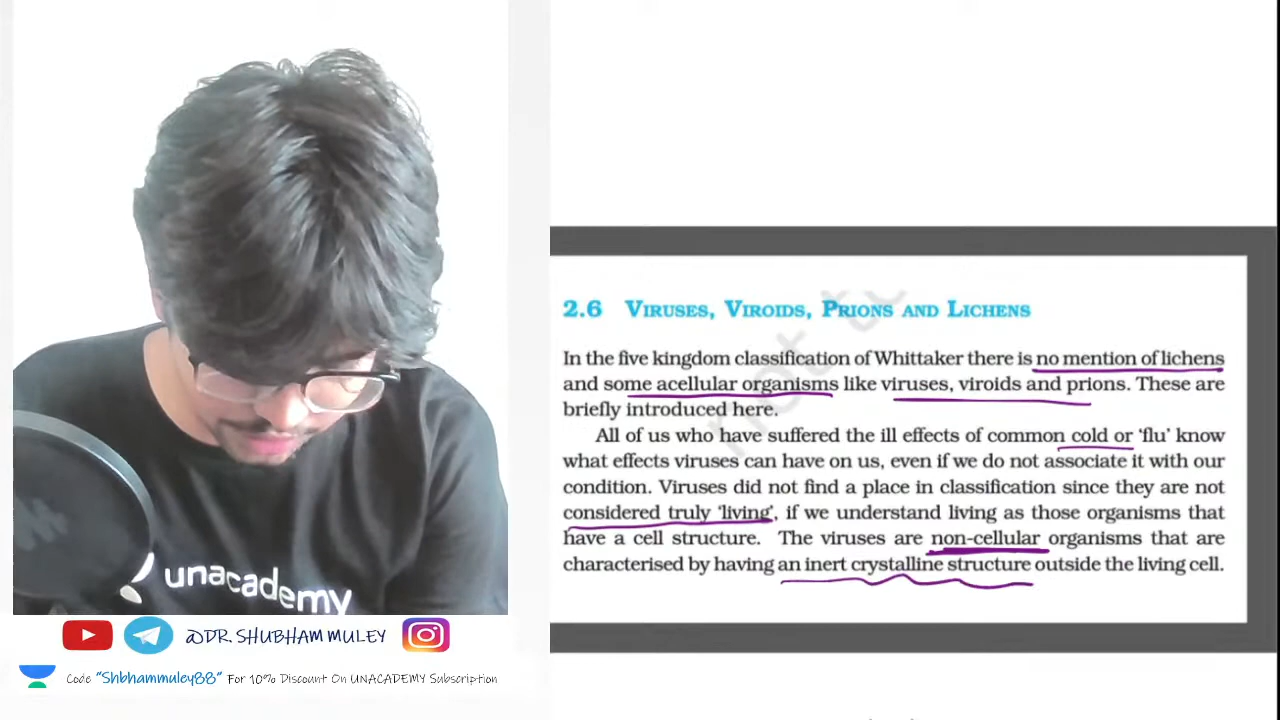 unacademy
@DR. SHUBHAM MULEY
Code "Shbhammuley88" For 10% Discount On UNACADEMY Subscription
not t
2.6 VIRUSES, VIROIDS, PRIONS AND LICHENS
In the five kingdom classification of Whittaker there is no mention of lichens
and some acellular organisms like viruses, viroids and prions. These are
briefly introduced here.
All of us who have suffered the ill effects of common cold or ‘flu’ know
what effects viruses can have on us, even if we do not associate it with our
condition. Viruses did not find a place in classification since they are not
considered truly ‘living’, if we understand living as those organisms that
have a cell structure. The viruses are non-cellular organisms that are
characterised by having an inert crystalline structure outside the living cell.